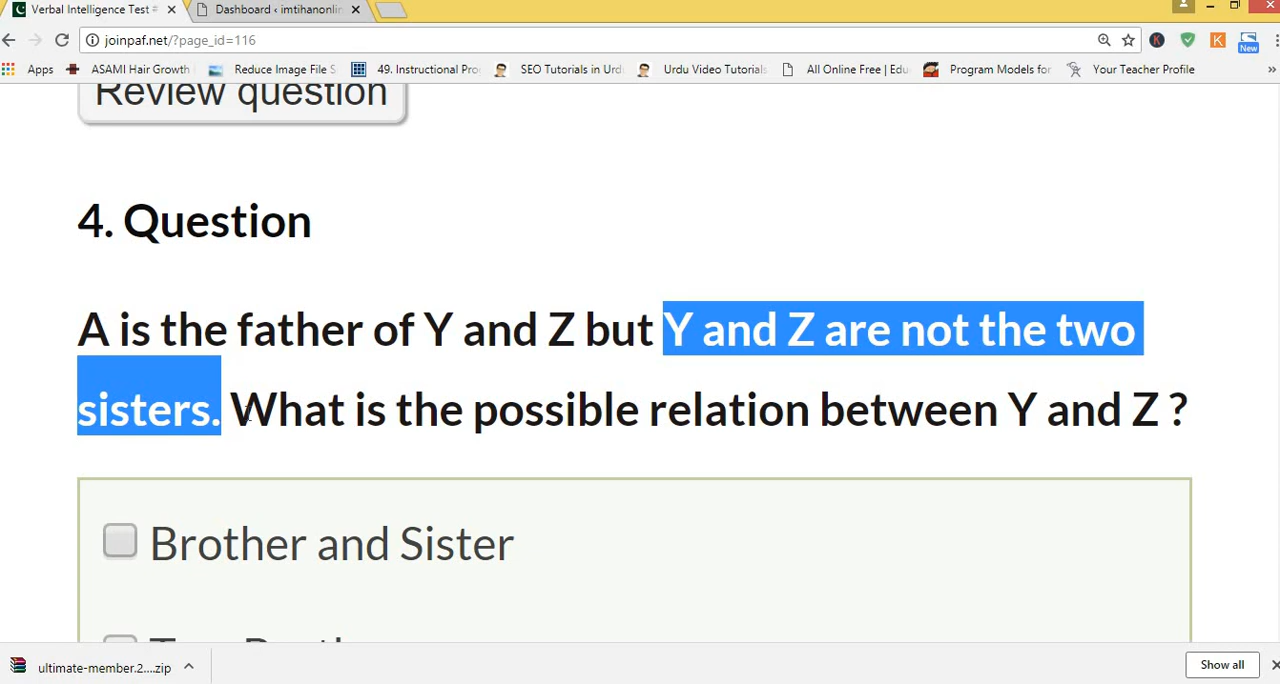 Verbal Intelligence Test #
Dashboard ‹ imtihanonlin
joinpaf.net/?page_id=116
Apps
ASAMI Hair Growth
Reduce Image File S
49. Instructional Pro
SEO Tutorials in Urd
Urdu Video Tutorials
All Online Free | Edu
Program Models for
Your Teacher Profile
»
New
Review question
4. Question
A is the father of Y and Z but Y and Z are not the two
sisters. What is the possible relation between Y and Z ?
Brother and Sister
ultimate-member.2....zip
Show all